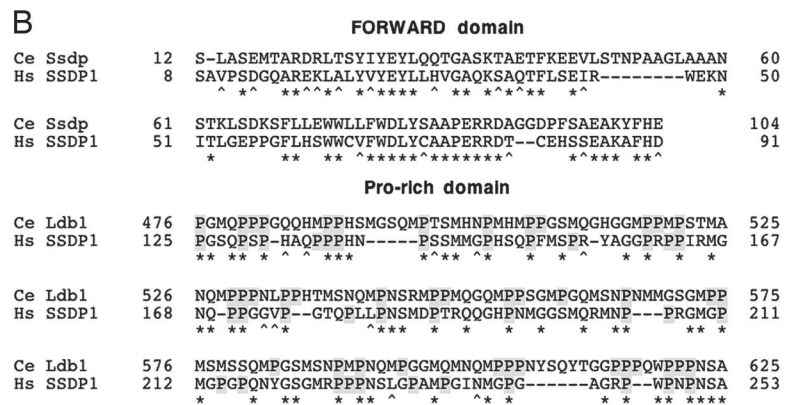 B
FORWARD domain
Ce Ssdp 12 S-LASEMTARDRLTSYIYEYLQQTGASKTAETFKEEVLSTNPAAGLAAAN 60
Hs SSDP1 8 SAVPSDGQAREKLALYVYEYLLHVGAQKSAQTFLSEIR--------WEKN 50
^ *^ **^^*^ ^**** ^ ** *^*^** *^ *
Ce Ssdp 61 STKLSDKSFLLEWWLLFWDLYSAAPERRDAGGDPFSAEAKYFHE 104
Hs SSDP1 51 ITLGEPPGFLHSWWCVFWDLYCAAPERRDT--CEHSSEAKAFHD 91
* ** ** ^*****^*******^ *^*** **^
Pro-rich domain
Ce Ldb1 476 PGMQPPPGQQHMPPHSMGSQMPTSMHNPMHMPPGSMQGHGGMPPMPSTMA 525
Hs SSDP1 125 PGSQPSP-HAQPPPHN-----PSSMMGPHSQPFMSPR-YAGGPRPPIRMG 167
** ** * ^ ^ *** *^** ^* * * ^ * * * *
Ce Ldb1 526 NQMPPPNLPPHTMSNQMPNSRMPPMQGQMPPSGMPGQMSNPNMMGSGMPP 575
Hs SSDP1 168 NQ-PPGGVP--GTQPLLPNSMDPTRQQGHPNMGGSMQRMNP---PRGMGP 211
** ** ^^* * ^*** * * * * * ** ** *
Ce Ldb1 576 MSMSSQMPGSMSNPMPNQMPGGMQMNQMPPPNYSQYTGGPPPQWPPPNSA 625
Hs SSDP1 212 MGPGPQNYGSGMRPPPNSLGPAMPGINMGPG------AGRP--WPNPNSA 253
* * ** * ** ^ * ^* * * * ** ****